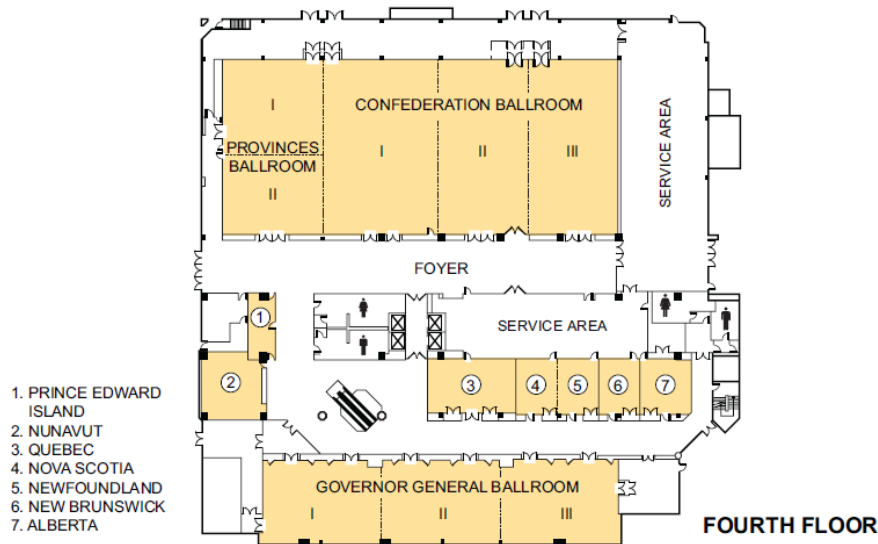 I
CONFEDERATION BALLROOM
PROVINCES
BALLROOM
I
II
III
II
SERVICE AREA
FOYER
SERVICE AREA
1
2
3
4
5
6
7
1. PRINCE EDWARD
ISLAND
2. NUNAVUT
3. QUEBEC
4. NOVA SCOTIA
5. NEWFOUNDLAND
6. NEW BRUNSWICK
7. ALBERTA
GOVERNOR GENERAL BALLROOM
I
II
III
FOURTH FLOOR